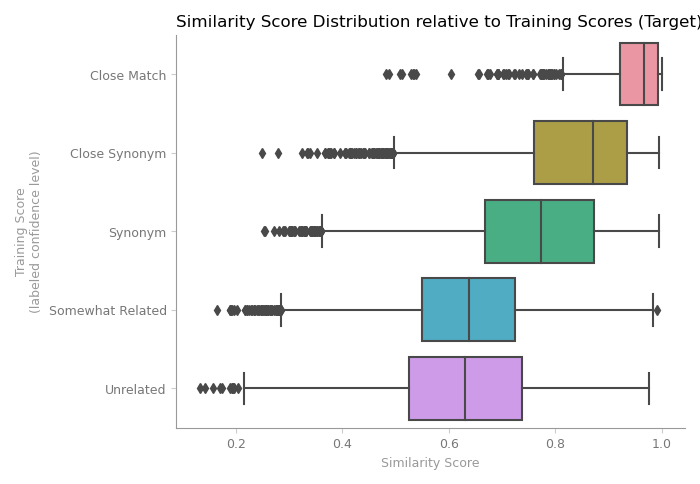 Similarity Score Distribution relative to Training Scores (Target)
Training Score
(labeled confidence level)
Close Match
Close Synonym
Synonym
Somewhat Related
Unrelated
0.2 0.4 0.6 0.8 1.0
Similarity Score